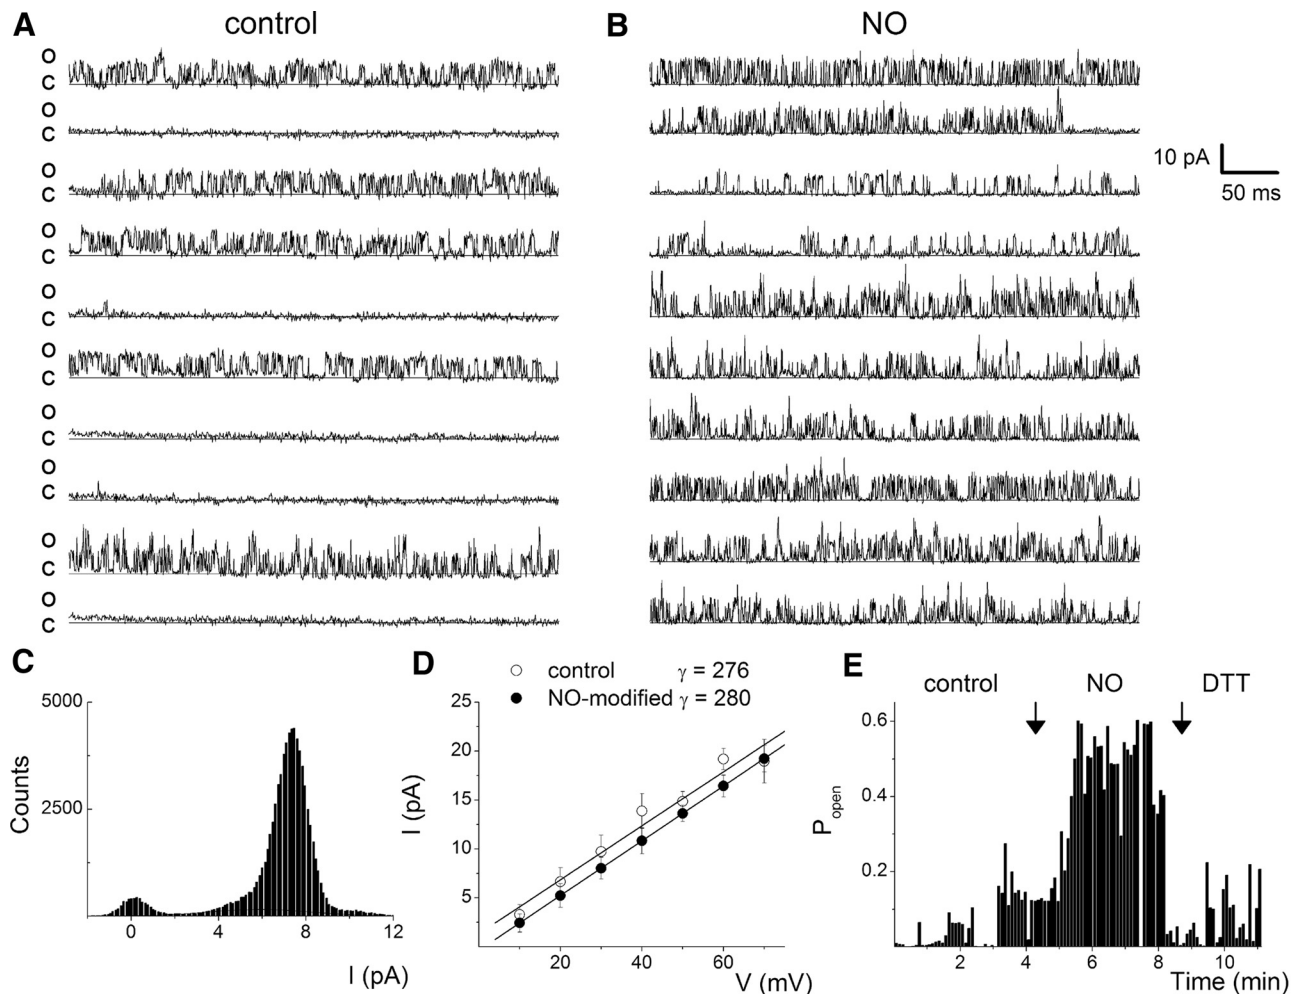 A control
B NO
O
C
O
C
O
C
O
C
O
C
O
C
O
C
O
C
O
C
O
C
10 pA
50 ms
C
5000
2500
Counts
0 4 8 12
I (pA)
D
control γ = 276
NO-modified γ = 280
25
20
15
10
5
I (pA)
20 40 60
V (mV)
E
control NO DTT
0.6
0.4
0.2
Popen
2 4 6 8 10
Time (min)